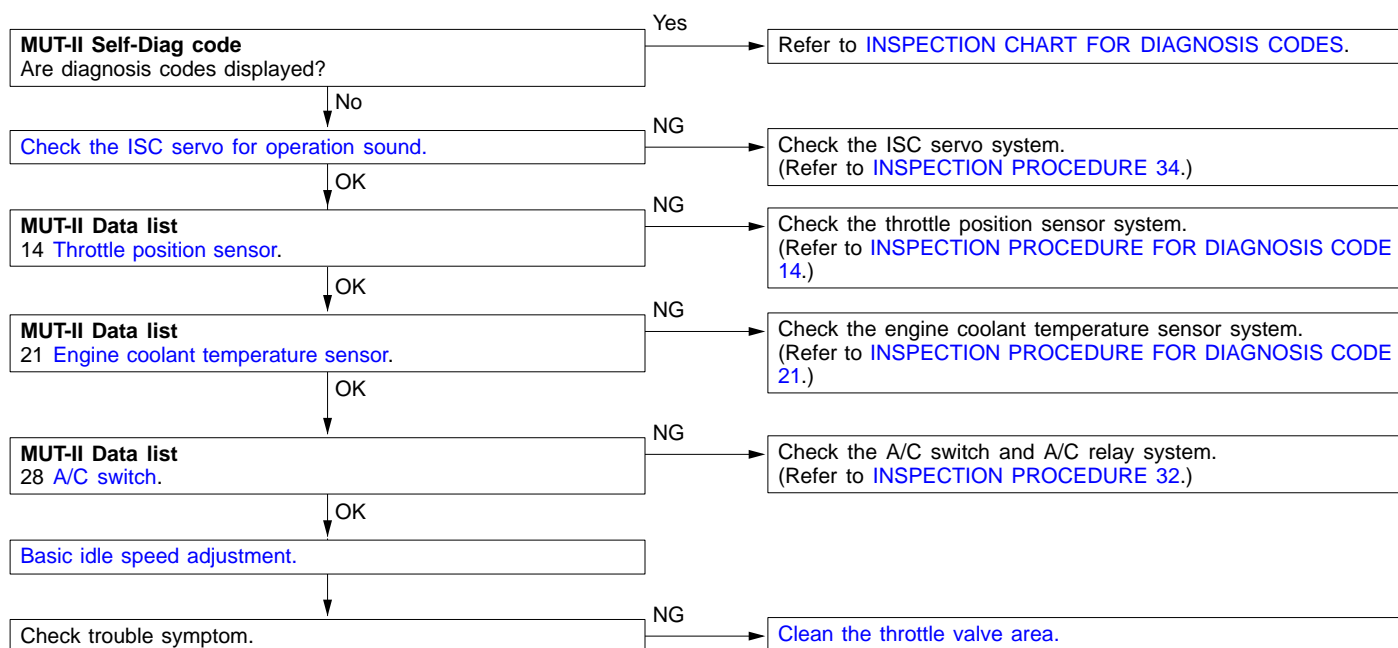 MUT-II Self-Diag code
Are diagnosis codes displayed?
Yes
Refer to INSPECTION CHART FOR DIAGNOSIS CODES.
No
Check the ISC servo for operation sound.
NG
Check the ISC servo system.
(Refer to INSPECTION PROCEDURE 34.)
OK
MUT-II Data list
14 Throttle position sensor.
NG
Check the throttle position sensor system.
(Refer to INSPECTION PROCEDURE FOR DIAGNOSIS CODE
14.)
OK
MUT-II Data list
21 Engine coolant temperature sensor.
NG
Check the engine coolant temperature sensor system.
(Refer to INSPECTION PROCEDURE FOR DIAGNOSIS CODE
21.)
OK
MUT-II Data list
28 A/C switch.
NG
Check the A/C switch and A/C relay system.
(Refer to INSPECTION PROCEDURE 32.)
OK
Basic idle speed adjustment.
Check trouble symptom.
NG
Clean the throttle valve area.